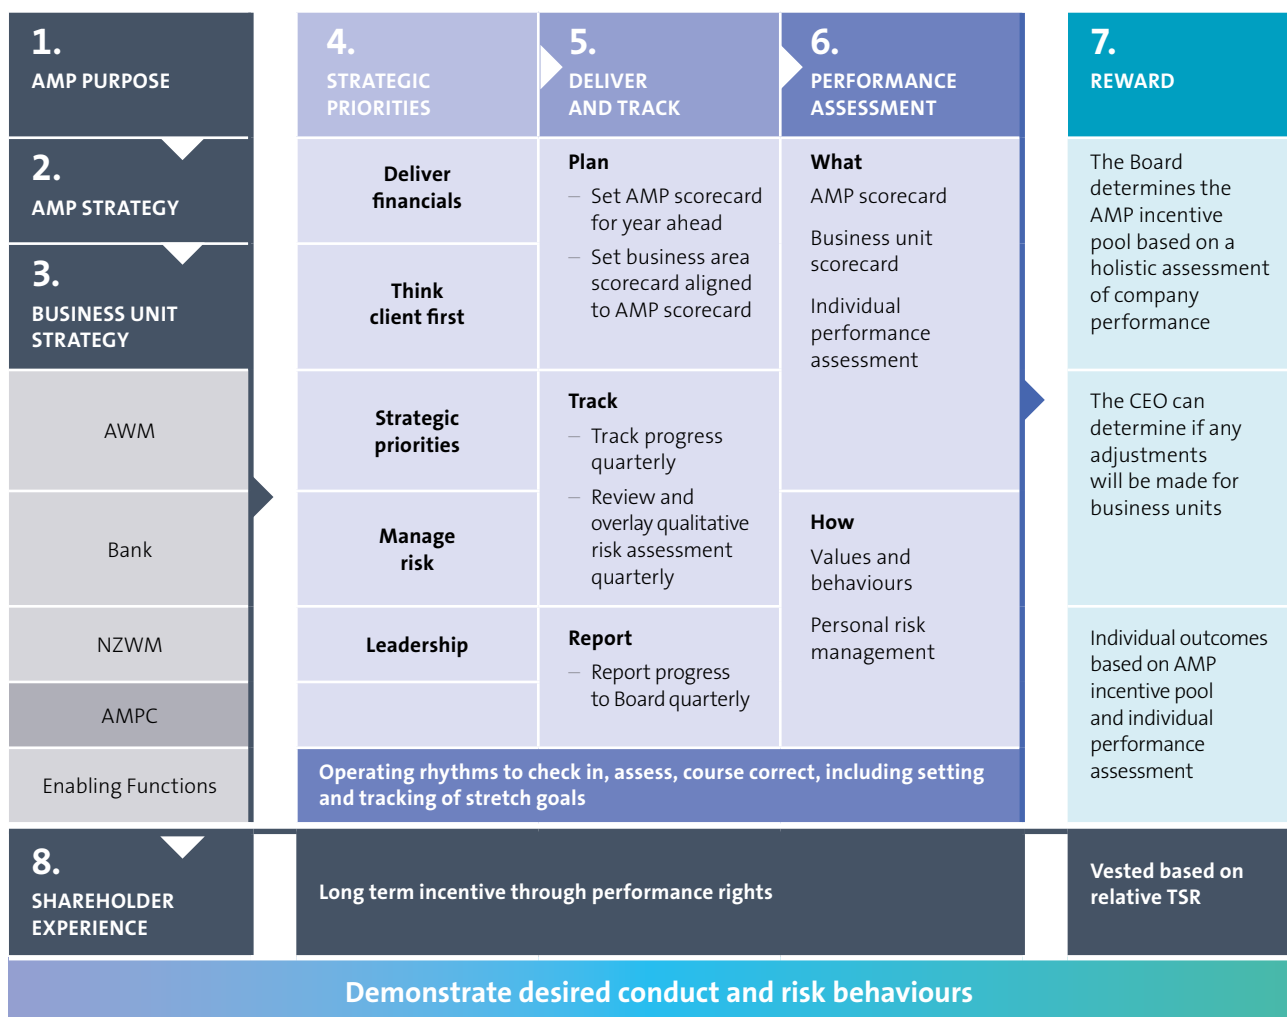 1.
AMP PURPOSE
2.
AMP STRATEGY
3.
BUSINESS UNIT
STRATEGY
AWM
Bank
NZWM
AMPC
Enabling Functions
4.
STRATEGIC
PRIORITIES
Deliver
financials
Think
client first
Strategic
priorities
Manage
risk
Leadership
5.
DELIVER
AND TRACK
Plan
– Set AMP scorecard
for year ahead
– Set business area
scorecard aligned
to AMP scorecard
Track
– Track progress
quarterly
– Review and
overlay qualitative
risk assessment
quarterly
Report
– Report progress
to Board quarterly
6.
PERFORMANCE
ASSESSMENT
What
AMP scorecard
Business unit
scorecard
Individual
performance
assessment
How
Values and
behaviours
Personal risk
management
Operating rhythms to check in, assess, course correct, including setting
and tracking of stretch goals
7.
REWARD
The Board
determines the
AMP incentive
pool based on a
holistic assessment
of company
performance
The CEO can
determine if any
adjustments
will be made for
business units
Individual outcomes
based on AMP
incentive pool
and individual
performance
assessment
8.
SHAREHOLDER
EXPERIENCE
Long term incentive through performance rights
Vested based on
relative TSR
Demonstrate desired conduct and risk behaviours